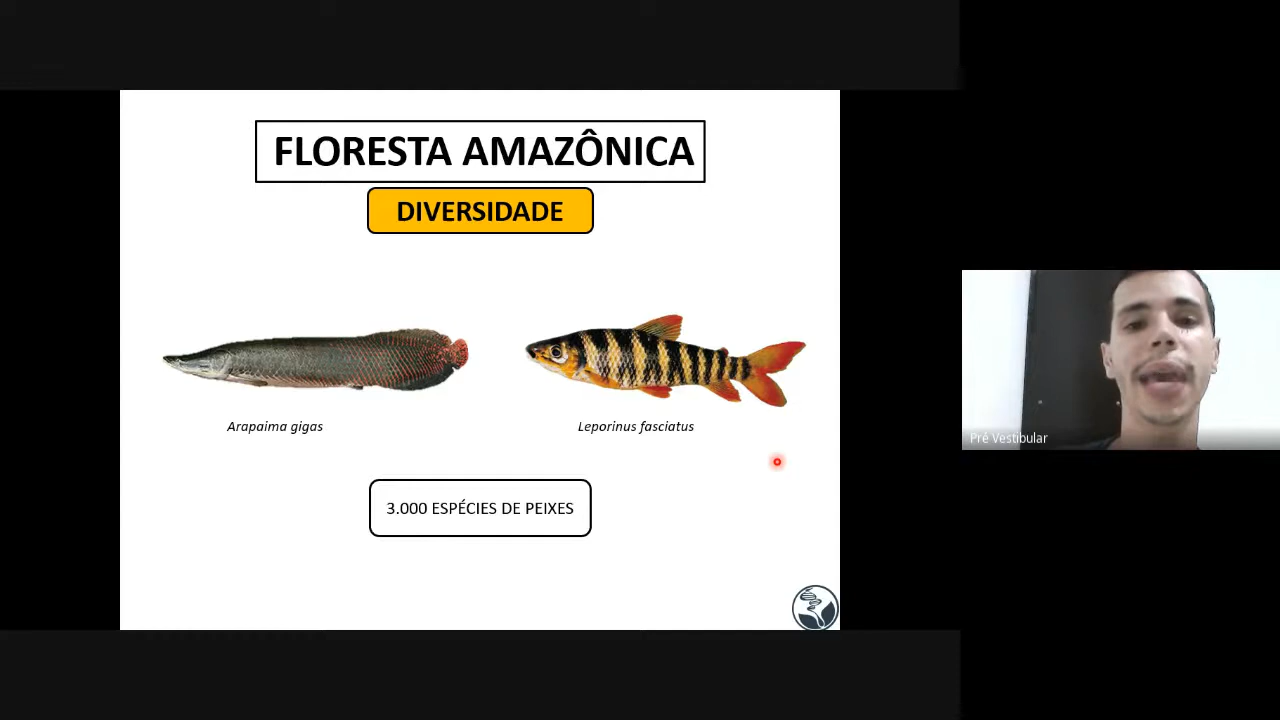 FLORESTA AMAZÔNICA
DIVERSIDADE
Arapaima gigas
Leporinus fasciatus
3.000 ESPÉCIES DE PEIXES
Pré Vestibular